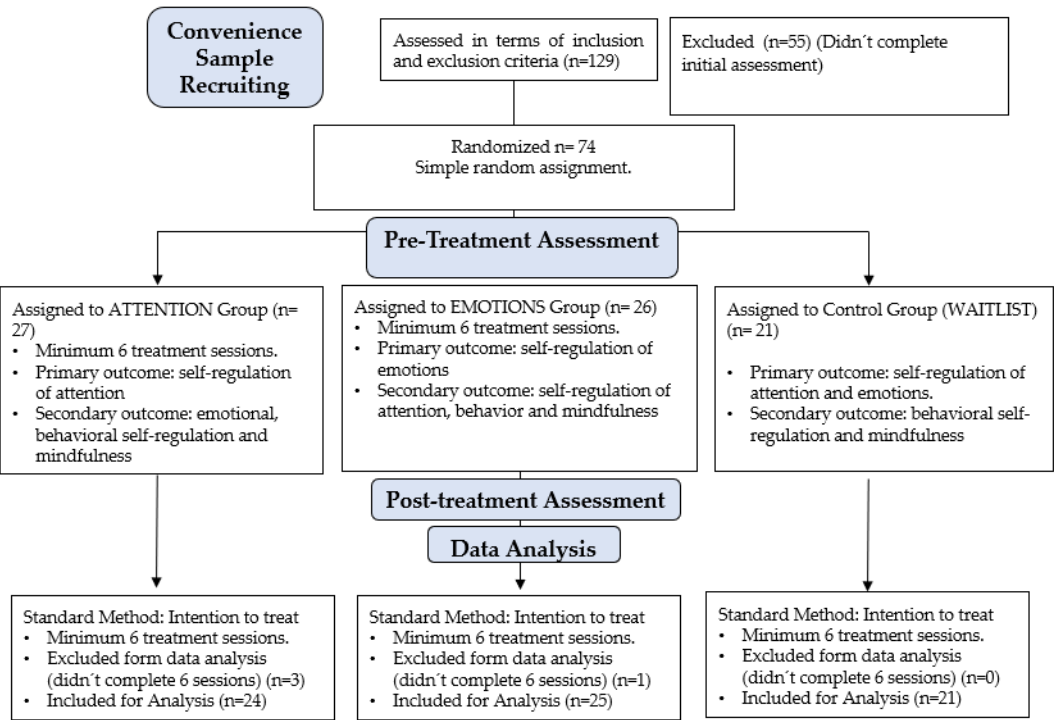 Convenience
Sample
Recruiting
Assessed in terms of inclusion
and exclusion criteria (n=129)
Excluded (n=55) (Didn´t complete
initial assessment)
Randomized n= 74
Simple random assignment.
Pre-Treatment Assessment
Assigned to ATTENTION Group (n=
27)
• Minimum 6 treatment sessions.
• Primary outcome: self-regulation
of attention
• Secondary outcome: emotional,
behavioral self-regulation and
mindfulness
Assigned to EMOTIONS Group (n= 26)
• Minimum 6 treatment sessions.
• Primary outcome: self-regulation of
emotions
• Secondary outcome: self-regulation of
attention, behavior and mindfulness
Assigned to Control Group (WAITLIST)
(n= 21)
• Primary outcome: self-regulation of
attention and emotions.
• Secondary outcome: behavioral self-
regulation and mindfulness
Post-treatment Assessment
Data Analysis
Standard Method: Intention to treat
• Minimum 6 treatment sessions.
• Excluded form data analysis
(didn´t complete 6 sessions) (n=3)
• Included for Analysis (n=24)
Standard Method: Intention to treat
• Minimum 6 treatment sessions.
• Excluded form data analysis
(didn´t complete 6 sessions) (n=1)
• Included for Analysis (n=25)
Standard Method: Intention to treat
• Minimum 6 treatment sessions.
• Excluded form data analysis
(didn´t complete 6 sessions) (n=0)
• Included for Analysis (n=21)